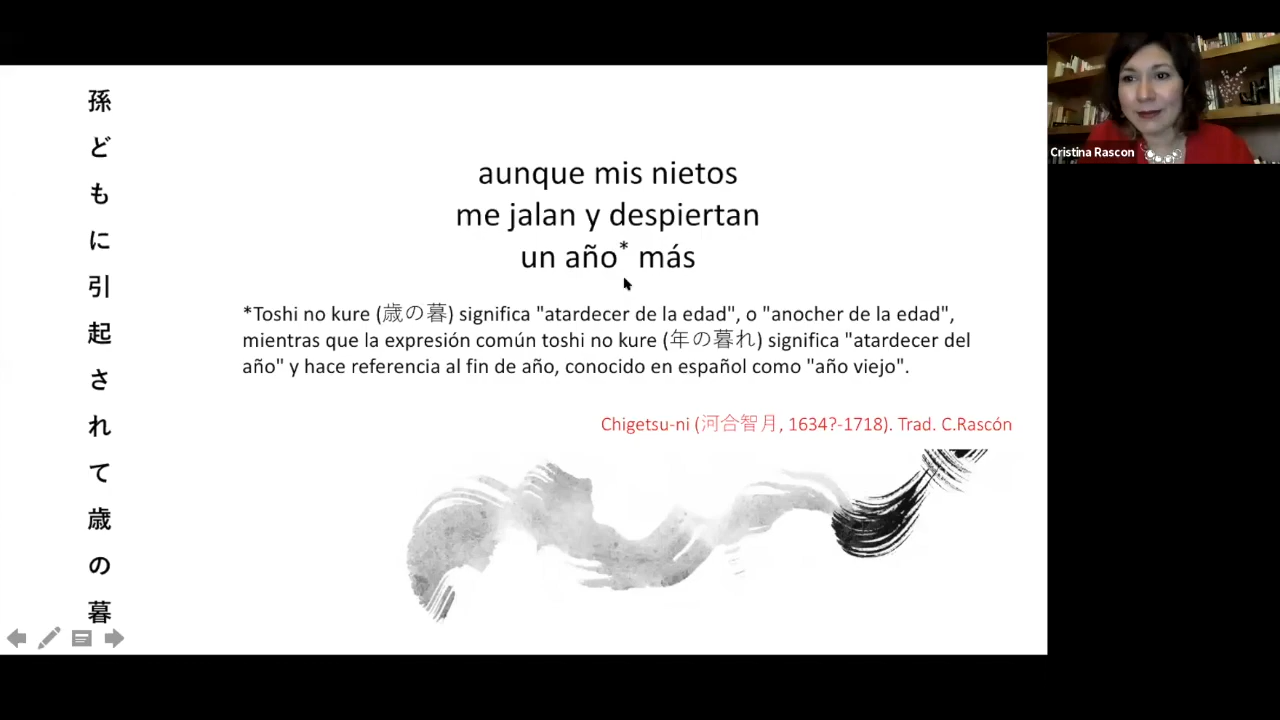 孫どもに引起されて歳の暮
aunque mis nietos
me jalan y despiertan
un año* más
*Toshi no kure (歳の暮) significa "atardecer de la edad", o "anocher de la edad",
mientras que la expresión común toshi no kure (年の暮れ) significa "atardecer del
año" y hace referencia al fin de año, conocido en español como "año viejo".
Chigetsu-ni (河合智月, 1634?-1718). Trad. C.Rascón
Cristina Rascon